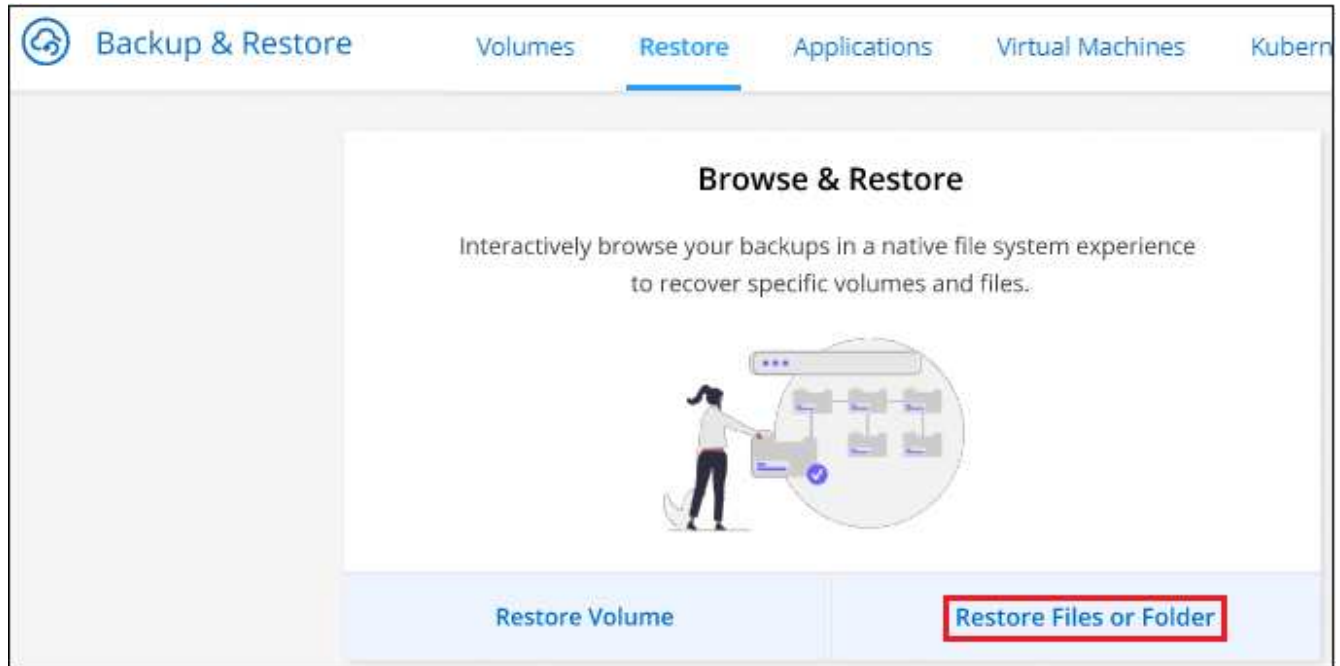 Backup & Restore Volumes Restore Applications Virtual Machines Kubern
Browse & Restore
Interactively browse your backups in a native file system experience
to recover specific volumes and files.
Restore Volume Restore Files or Folder